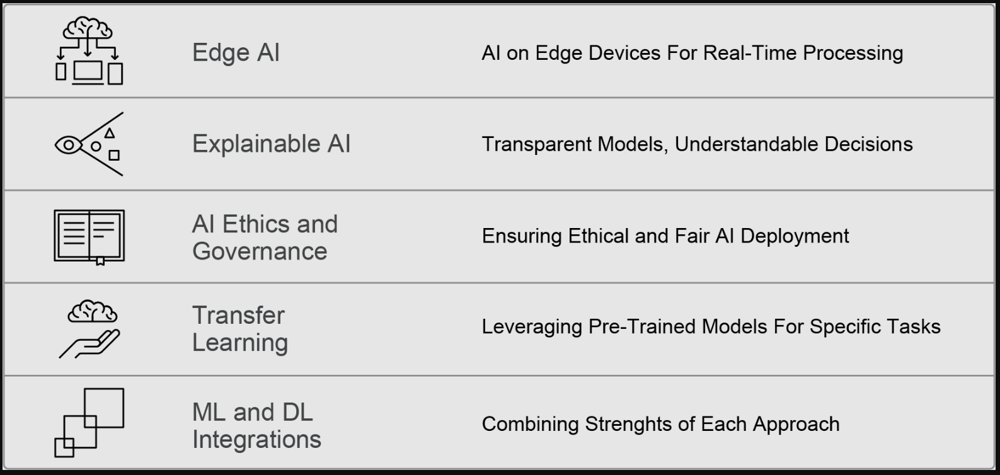 Edge AI
AI on Edge Devices For Real-Time Processing
Explainable AI
Transparent Models, Understandable Decisions
AI Ethics and
Governance
Ensuring Ethical and Fair AI Deployment
Transfer
Learning
Leveraging Pre-Trained Models For Specific Tasks
ML and DL
Integrations
Combining Strenghts of Each Approach